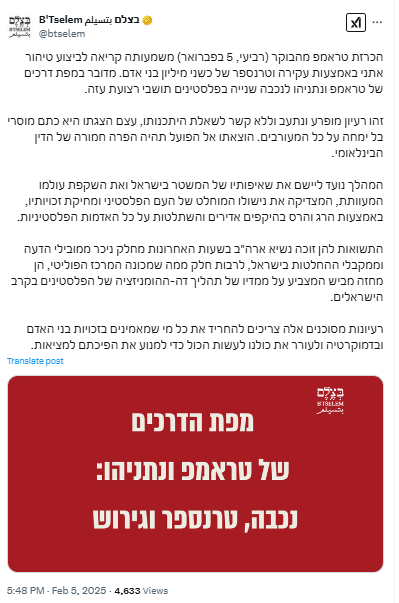 B'Tselem בצלם بتسيلم
@btselem
הכרזת טראמפ מהבוקר (רביעי, 5 בפברואר) משמעותה קריאה לביצוע טיהור
אתני באמצעות עקירה וטרנספר של כשני מיליון בני אדם. מדובר במפת דרכים
של טראמפ ונתניהו לנכבה שנייה בפלסטינים תושבי רצועת עזה.
זהו רעיון מופרע ונתעב וללא קשר לשאלת היתכנותו, עצם הצגתו היא כתם מוסרי
בל ימחה על כל המעורבים. הוצאתו אל הפועל תהיה הפרה חמורה של הדין
הבינלאומי.
המהלך נועד ליישם את שאיפותיו של המשטר בישראל ואת השקפת עולמו
המעוותת, המצדיקה את נישולו המוחלט של העם הפלסטיני ומחיקת זכויותיו,
באמצעות הרג והרס בהיקפים אדירים והשתלטות על כל האדמות הפלסטיניות.
התשואות להן זוכה נשיא ארה״ב בשעות האחרונות מחלק ניכר ממובילי הדעה
וממקבלי ההחלטות בישראל, לרבות חלק ממה שמכונה המרכז הפוליטי, הן
מחזה מביש המצביע על ממדיו של תהליך דה-ההומניזציה של הפלסטינים בקרב
הישראלים.
רעיונות מסוכנים אלה צריכים להחריד את כל מי שמאמינים בזכויות בני האדם
ובדמוקרטיה ולעורר את כולנו לעשות הכול כדי למנוע את הפיכתם למציאות.
Translate post
בצלם
B'TSELEM
بتسيلم
מפת הדרכים
של טראמפ ונתניהו:
נכבה, טרנספר וגירוש
5:48 PM · Feb 5, 2025 · 4,633 Views